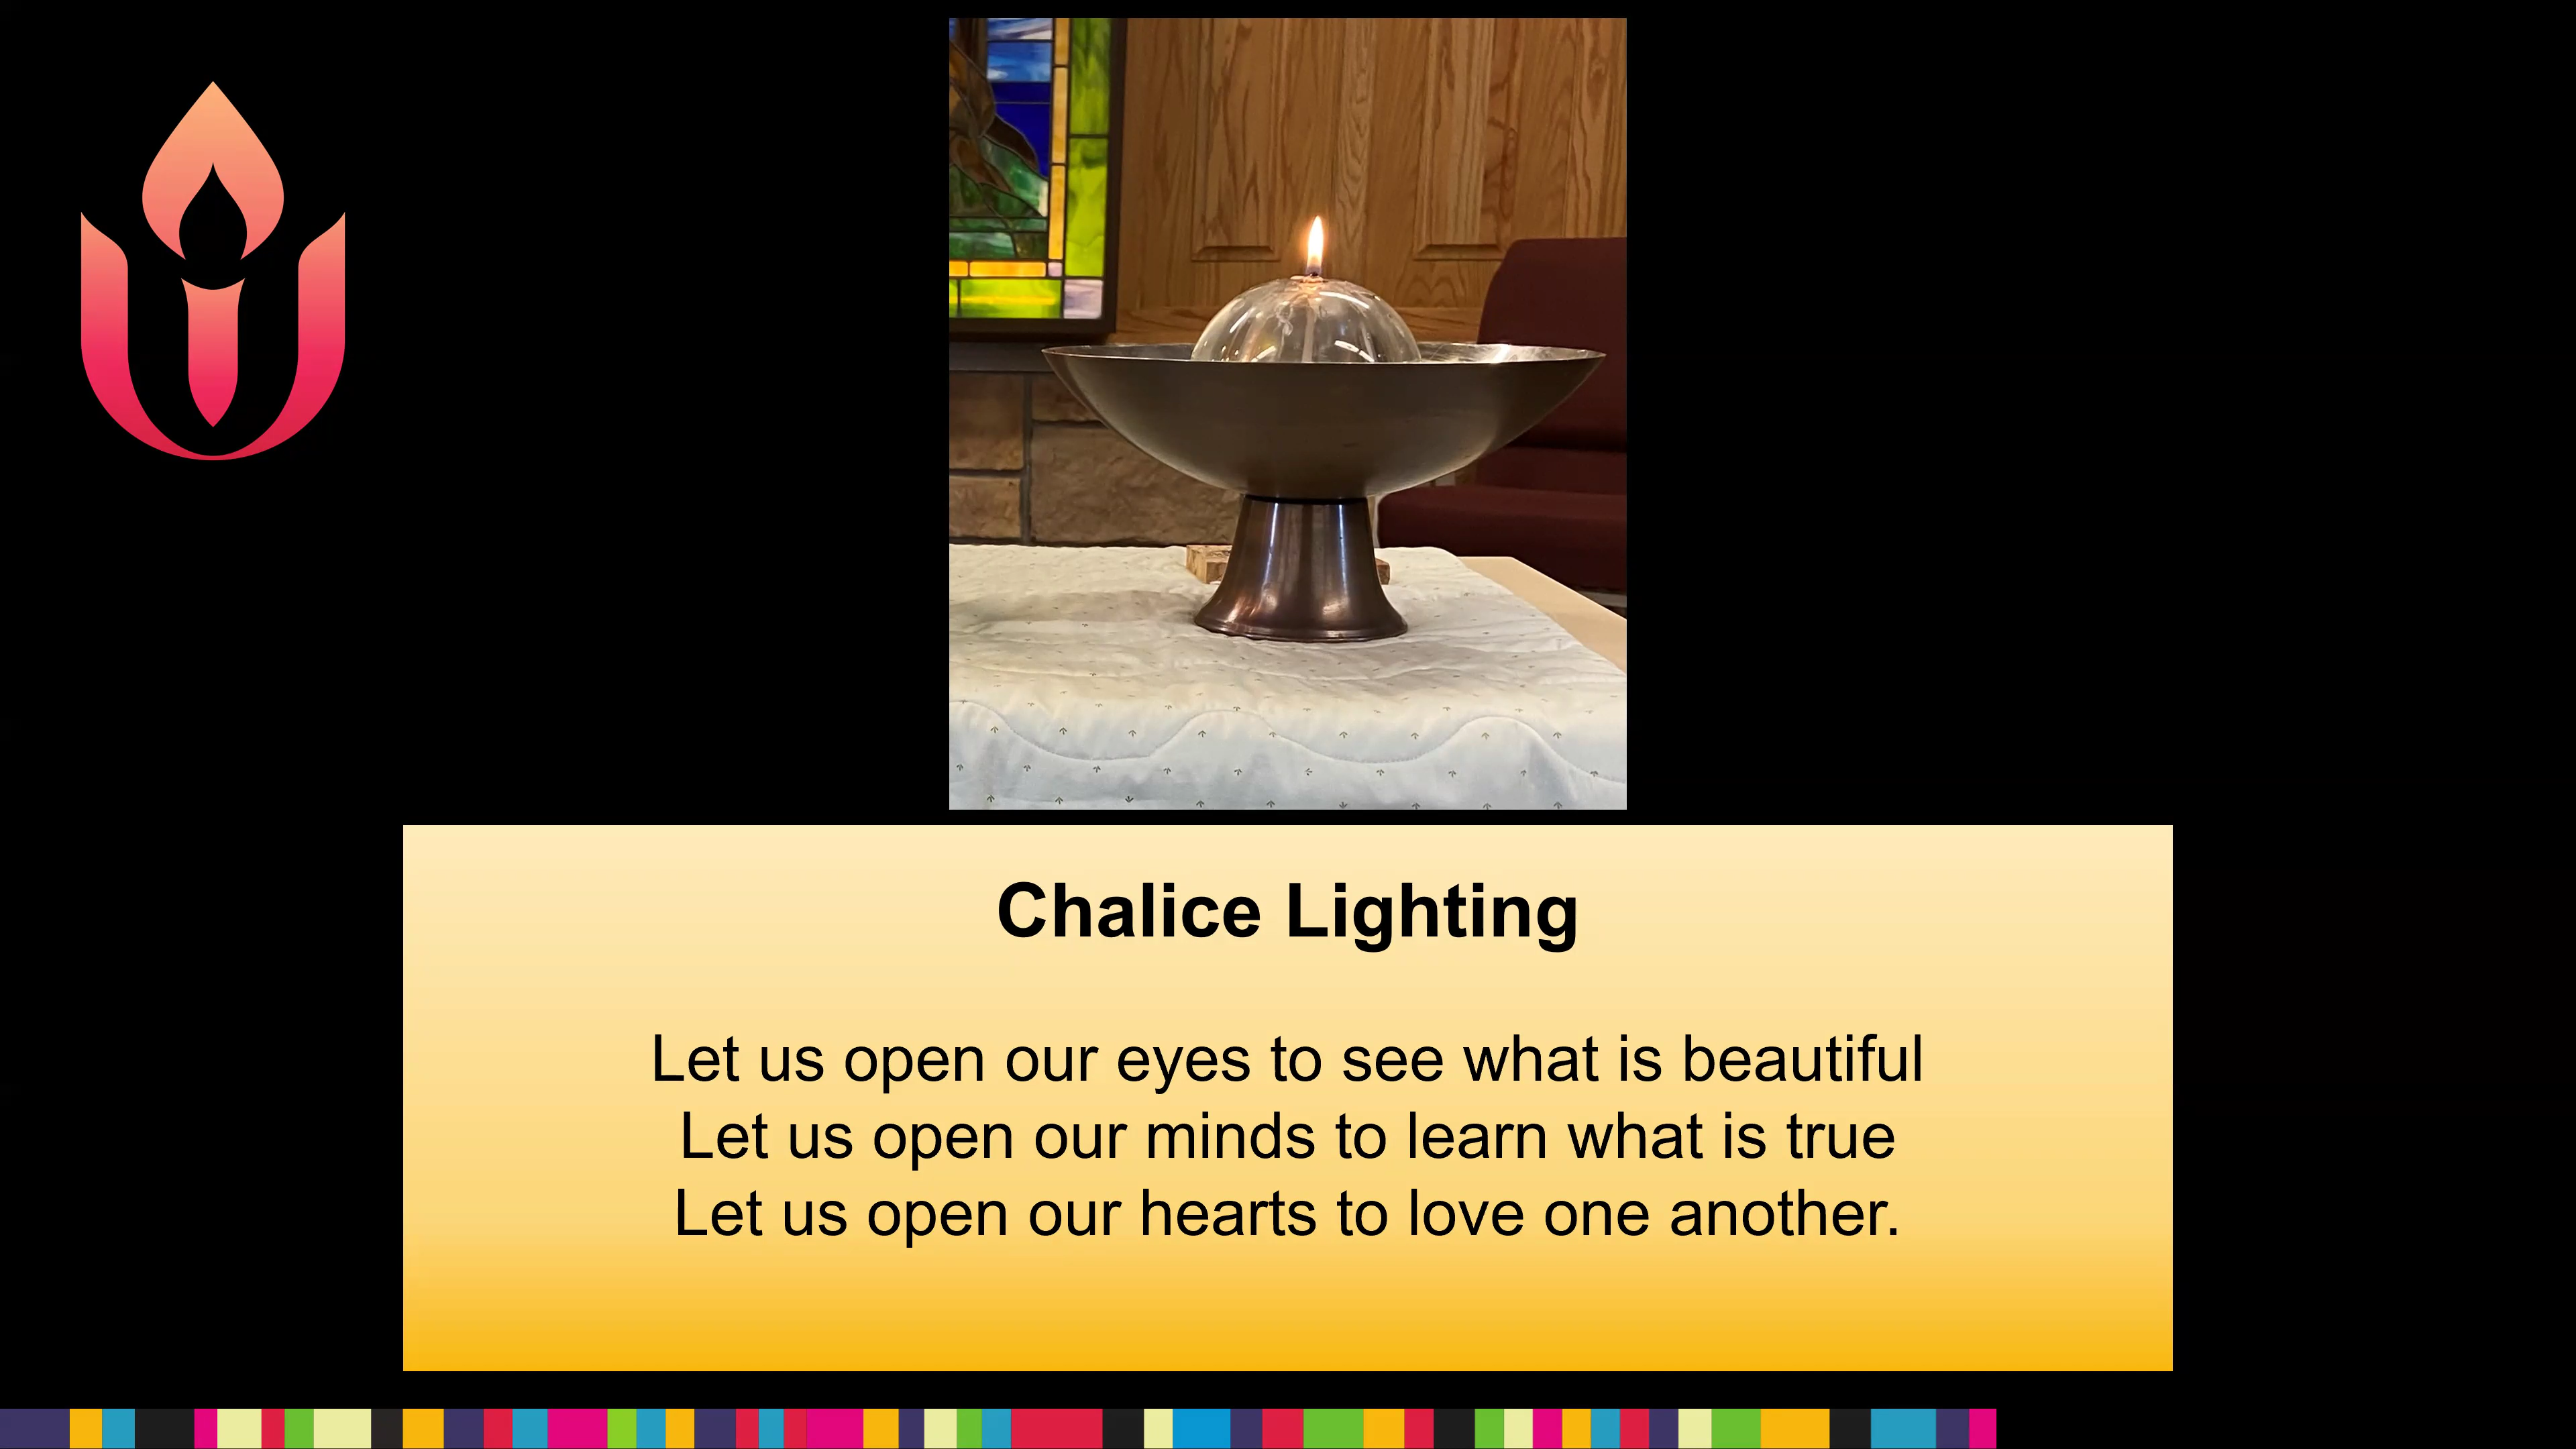 Chalice Lighting
Let us open our eyes to see what is beautiful
Let us open our minds to learn what is true
Let us open our hearts to love one another.